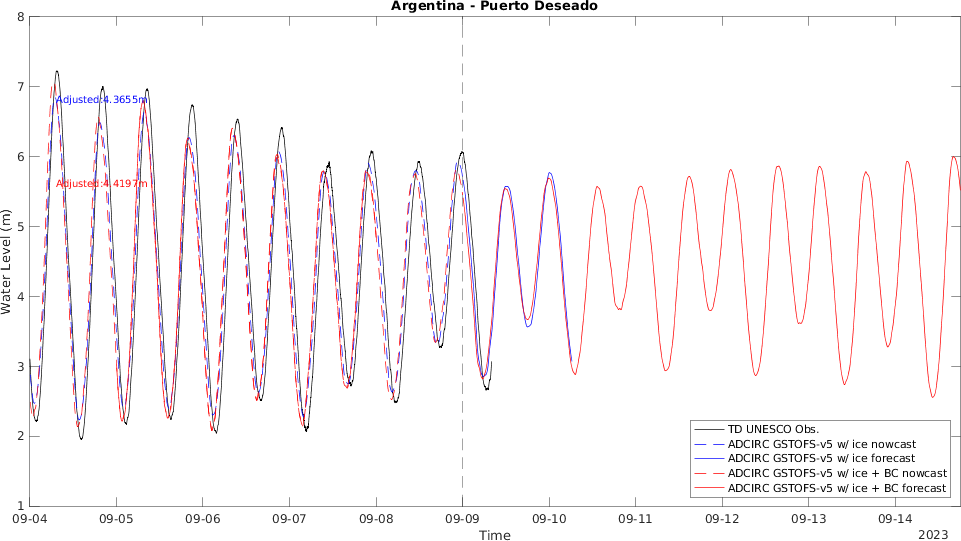 Argentina - Puerto Deseado
8
7
6
5
4
3
2
1
Water Level (m)
Adjusted:4.3655m
Adjusted:4.4197m
TD UNESCO Obs.
ADCIRC GSTOFS-v5 w/ ice nowcast
ADCIRC GSTOFS-v5 w/ ice forecast
ADCIRC GSTOFS-v5 w/ ice + BC nowcast
ADCIRC GSTOFS-v5 w/ ice + BC forecast
09-04 09-05 09-06 09-07 09-08 09-09 09-10 09-11 09-12 09-13 09-14
Time
2023